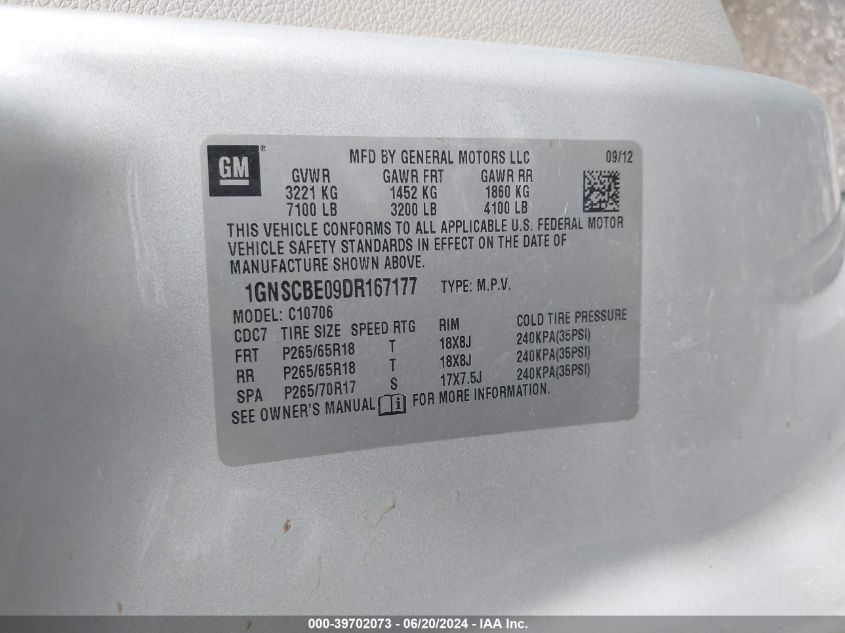 GM ®
MFD BY GENERAL MOTORS LLC 09/12
GVWR GAWR FRT GAWR RR
3221 KG 1452 KG 1860 KG
7100 LB 3200 LB 4100 LB
THIS VEHICLE CONFORMS TO ALL APPLICABLE U.S. FEDERAL MOTOR
VEHICLE SAFETY STANDARDS IN EFFECT ON THE DATE OF
MANUFACTURE SHOWN ABOVE.
1GNSCBE09DR167177 TYPE: M.P.V.
MODEL: C10706
CDC7 TIRE SIZE SPEED RTG RIM COLD TIRE PRESSURE
FRT P265/65R18 T 18X8J 240KPA(35PSI)
RR P265/65R18 T 18X8J 240KPA(35PSI)
SPA P265/70R17 S 17X7.5J 240KPA(35PSI)
SEE OWNER'S MANUAL i FOR MORE INFORMATION.
000-39702073 - 06/20/2024 - IAA Inc.